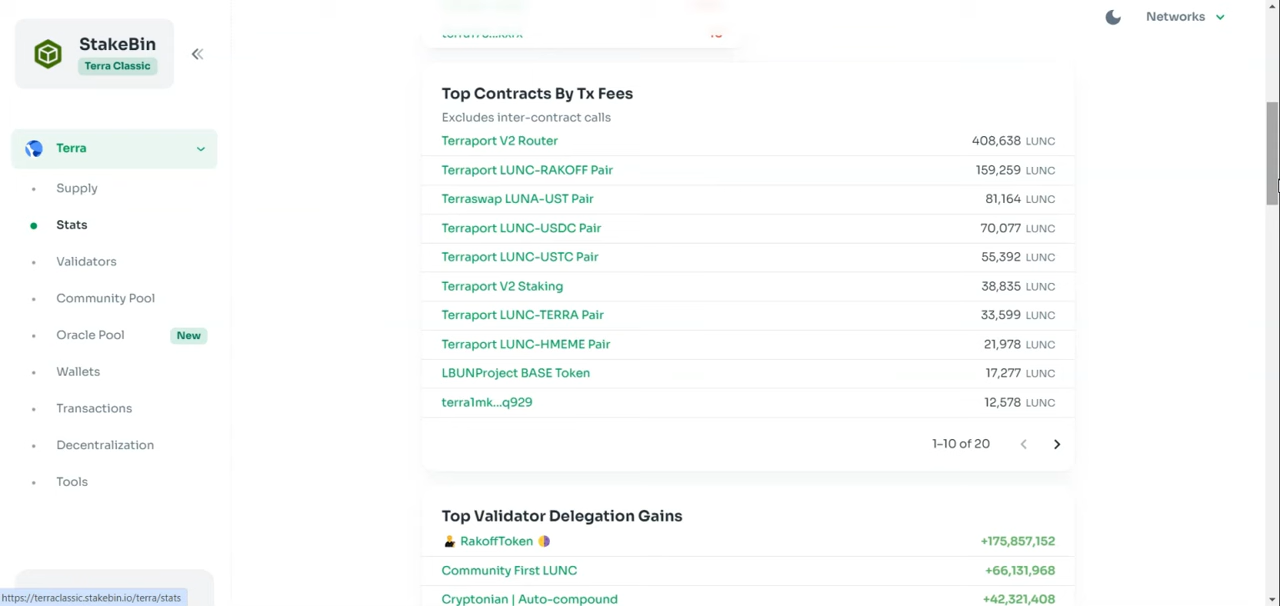 StakeBin
Terra Classic
Networks
Terra
Supply
Stats
Validators
Community Pool
Oracle Pool New
Wallets
Transactions
Decentralization
Tools
Top Contracts By Tx Fees
Excludes inter-contract calls
Terraport V2 Router 408,638 LUNC
Terraport LUNC-RAKOFF Pair 159,259 LUNC
Terraswap LUNA-UST Pair 81,164 LUNC
Terraport LUNC-USDC Pair 70,077 LUNC
Terraport LUNC-USTC Pair 55,392 LUNC
Terraport V2 Staking 38,835 LUNC
Terraport LUNC-TERRA Pair 33,599 LUNC
Terraport LUNC-HMEME Pair 21,978 LUNC
LBUNProject BASE Token 17,277 LUNC
terra1mk...q929 12,578 LUNC
1–10 of 20
Top Validator Delegation Gains
RakoffToken +175,857,152
Community First LUNC +66,131,968
Cryptonian | Auto-compound +42,321,408
https://terraclassic.stakebin.io/terra/stats